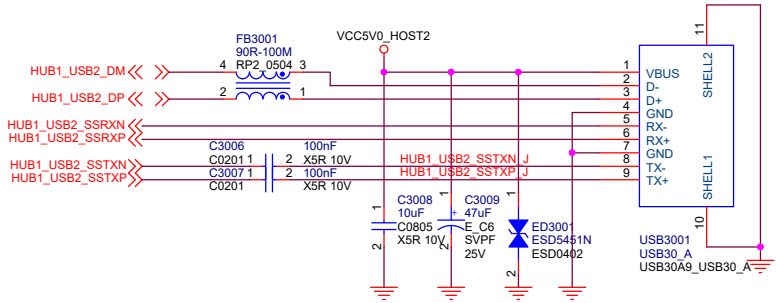 FB3001
90R-100M
RP2_0504
VCC5V0_HOST2
HUB1_USB2_DM
4
3
HUB1_USB2_DP
2
1
HUB1_USB2_SSRXN
HUB1_USB2_SSRXP
HUB1_USB2_SSTXN
HUB1_USB2_SSTXP
C3006
C0201
1
2
100nF
X5R 10V
C3007
C0201
1
2
100nF
X5R 10V
HUB1_USB2_SSTXN_J
HUB1_USB2_SSTXP_J
1
2
C3008
10uF
C0805
X5R 10V
1
+
2
C3009
47uF
E_C6
SVPF
25V
1
2
ED3001
ESD5451N
ESD0402
1 VBUS
2 D-
3 D+
4 GND
5 RX-
6 RX+
7 GND
8 TX-
9 TX+
11
SHELL2
SHELL1
10
USB3001
USB30_A
USB30A9_USB30_A